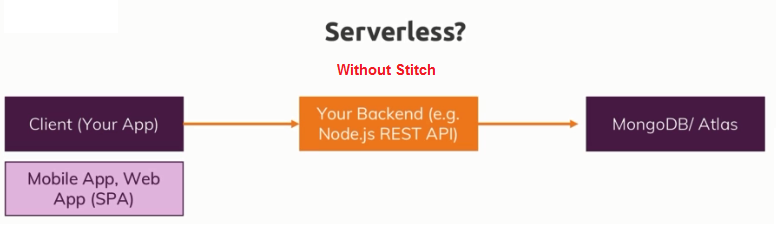 Serverless?
Without Stitch
Client (Your App)
Your Backend (e.g.
Node.js REST API)
MongoDB/ Atlas
Mobile App, Web
App (SPA)